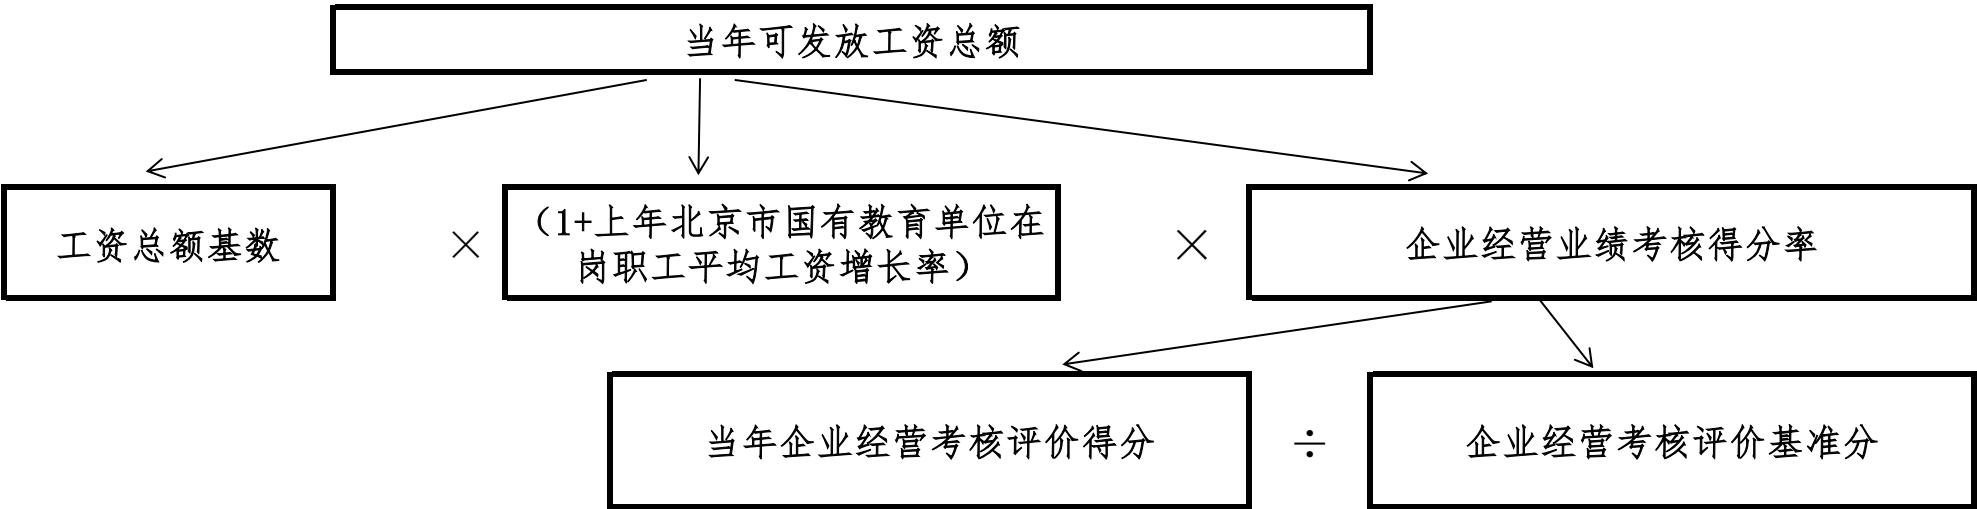 当年可发放工资总额
工资总额基数
×
（1+上年北京市国有教育单位在
岗职工平均工资增长率）
×
企业经营业绩考核得分率
当年企业经营考核评价得分
÷
企业经营考核评价基准分